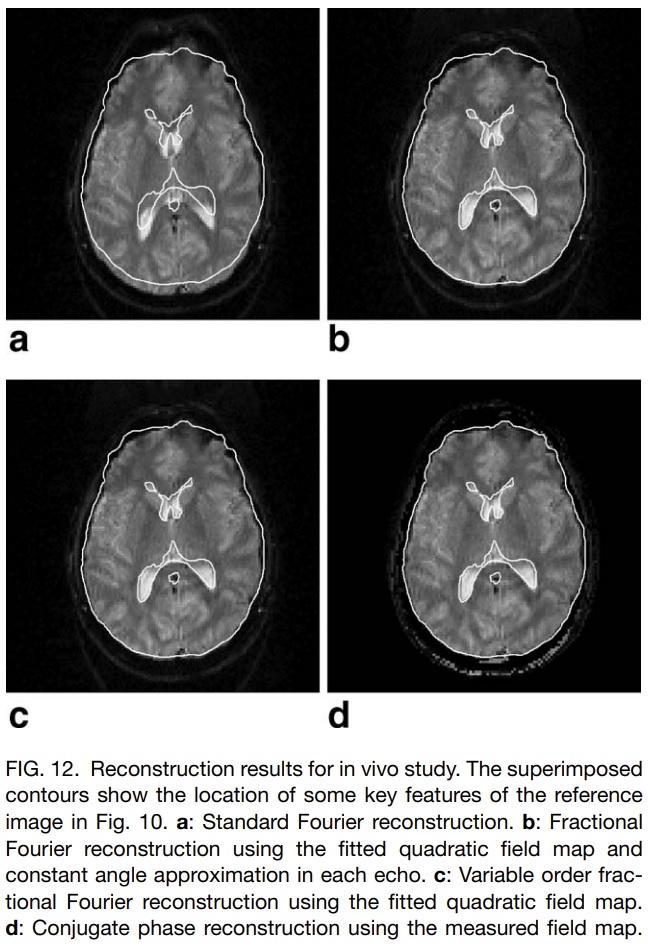 a
b
c
d
FIG. 12. Reconstruction results for in vivo study. The superimposed
contours show the location of some key features of the reference
image in Fig. 10. a: Standard Fourier reconstruction. b: Fractional
Fourier reconstruction using the fitted quadratic field map and
constant angle approximation in each echo. c: Variable order frac-
tional Fourier reconstruction using the fitted quadratic field map.
d: Conjugate phase reconstruction using the measured field map.